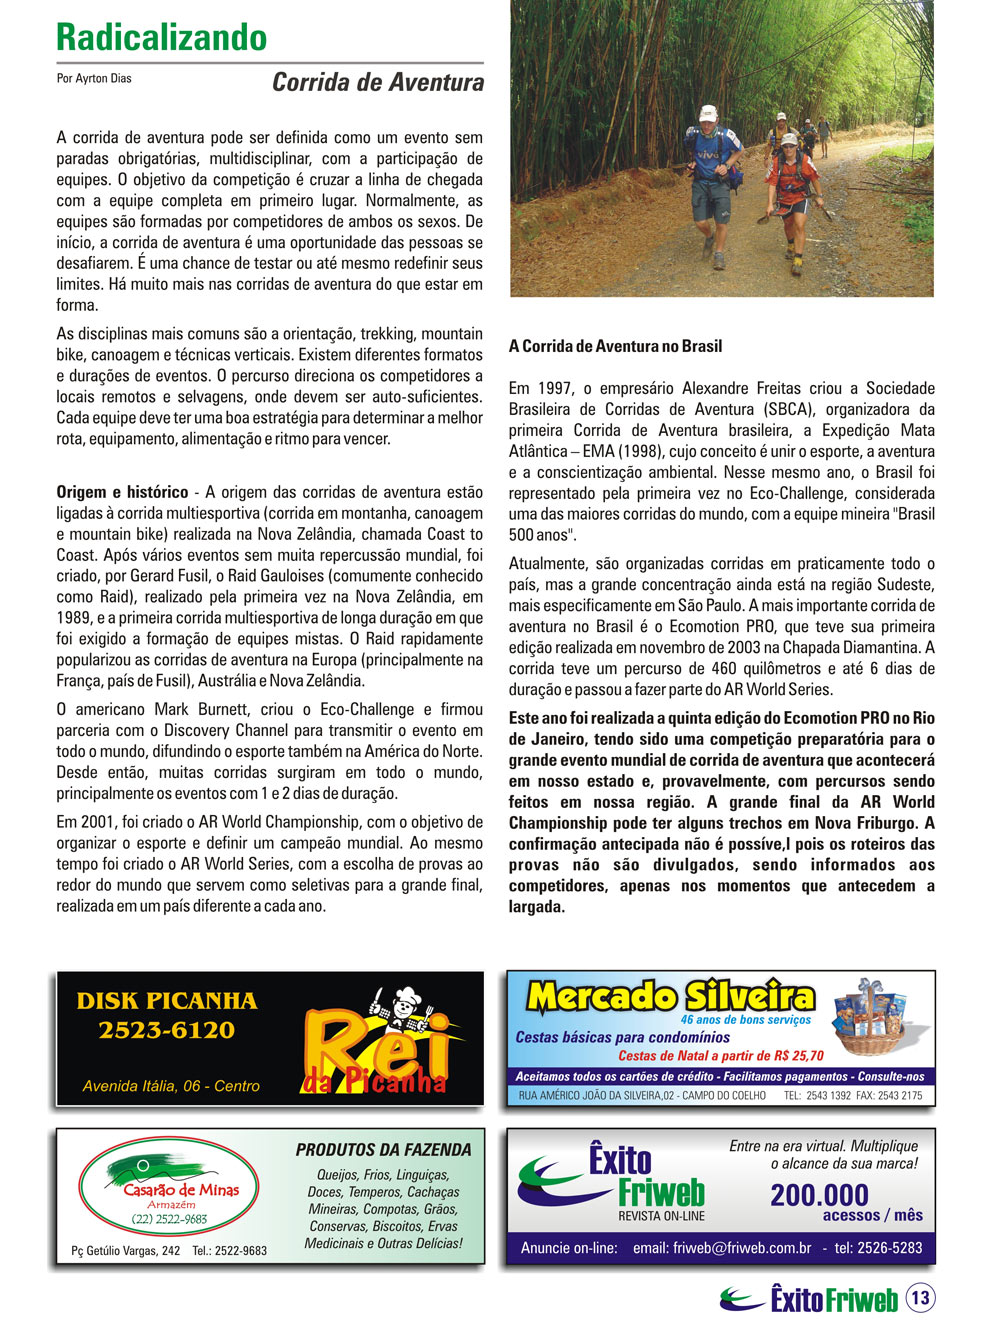 Radicalizando
Por Ayrton Dias
Corrida de Aventura
A corrida de aventura pode ser definida como um evento sem
paradas obrigatórias, multidisciplinar, com a participação de
equipes. O objetivo da competição é cruzar a linha de chegada
com a equipe completa em primeiro lugar. Normalmente, as
equipes são formadas por competidores de ambos os sexos. De
início, a corrida de aventura é uma oportunidade das pessoas se
desafiarem. É uma chance de testar ou até mesmo redefinir seus
limites. Há muito mais nas corridas de aventura do que estar em
forma.
As disciplinas mais comuns são a orientação, trekking, mountain
bike, canoagem e técnicas verticais. Existem diferentes formatos
e durações de eventos. O percurso direciona os competidores a
locais remotos e selvagens, onde devem ser auto-suficientes.
Cada equipe deve ter uma boa estratégia para determinar a melhor
rota, equipamento, alimentação e ritmo para vencer.
Origem e histórico - A origem das corridas de aventura estão
ligadas à corrida multiesportiva (corrida em montanha, canoagem
e mountain bike) realizada na Nova Zelândia, chamada Coast to
Coast. Após vários eventos sem muita repercussão mundial, foi
criado, por Gerard Fusil, o Raid Gauloises (comumente conhecido
como Raid), realizado pela primeira vez na Nova Zelândia, em
1989, e a primeira corrida multiesportiva de longa duração em que
foi exigido a formação de equipes mistas. O Raid rapidamente
popularizou as corridas de aventura na Europa (principalmente na
França, país de Fusil), Austrália e Nova Zelândia.
O americano Mark Burnett, criou o Eco-Challenge e firmou
parceria com o Discovery Channel para transmitir o evento em
todo o mundo, difundindo o esporte também na América do Norte.
Desde então, muitas corridas surgiram em todo o mundo,
principalmente os eventos com 1 e 2 dias de duração.
Em 2001, foi criado o AR World Championship, com o objetivo de
organizar o esporte e definir um campeão mundial. Ao mesmo
tempo foi criado o AR World Series, com a escolha de provas ao
redor do mundo que servem como seletivas para a grande final,
realizada em um país diferente a cada ano.
A Corrida de Aventura no Brasil
Em 1997, o empresário Alexandre Freitas criou a Sociedade
Brasileira de Corridas de Aventura (SBCA), organizadora da
primeira Corrida de Aventura brasileira, a Expedição Mata
Atlântica – EMA (1998), cujo conceito é unir o esporte, a aventura
e a conscientização ambiental. Nesse mesmo ano, o Brasil foi
representado pela primeira vez no Eco-Challenge, considerada
uma das maiores corridas do mundo, com a equipe mineira "Brasil
500 anos".
Atualmente, são organizadas corridas em praticamente todo o
país, mas a grande concentração ainda está na região Sudeste,
mais especificamente em São Paulo. A mais importante corrida de
aventura no Brasil é o Ecomotion PRO, que teve sua primeira
edição realizada em novembro de 2003 na Chapada Diamantina. A
corrida teve um percurso de 460 quilômetros e até 6 dias de
duração e passou a fazer parte do AR World Series.
Este ano foi realizada a quinta edição do Ecomotion PRO no Rio
de Janeiro, tendo sido uma competição preparatória para o
grande evento mundial de corrida de aventura que acontecerá
em nosso estado e, provavelmente, com percursos sendo
feitos em nossa região. A grande final da AR World
Championship pode ter alguns trechos em Nova Friburgo. A
confirmação antecipada não é possíve,l pois os roteiros das
provas não são divulgados, sendo informados aos
competidores, apenas nos momentos que antecedem a
largada.
DISK PICANHA
2523-6120
Avenida Itália, 06 - Centro
Rei
da Picanha
Mercado Silveira
46 anos de bons serviços
Cestas básicas para condomínios
Cestas de Natal a partir de R$ 25,70
Aceitamos todos os cartões de crédito - Facilitamos pagamentos - Consulte-nos
RUA AMÉRICO JOÃO DA SILVEIRA,02 - CAMPO DO COELHO TEL: 2543 1392 FAX: 2543 2175
Casarão de Minas
Armazém
(22) 2522-9683
Pç Getúlio Vargas, 242 Tel.: 2522-9683
PRODUTOS DA FAZENDA
Queijos, Frios, Linguiças,
Doces, Temperos, Cachaças
Mineiras, Compotas, Grãos,
Conservas, Biscoitos, Ervas
Medicinais e Outras Delícias!
Êxito
Friweb
REVISTA ON-LINE
Entre na era virtual. Multiplique
o alcance da sua marca!
200.000
acessos / mês
Anuncie on-line: email: friweb@friweb.com.br - tel: 2526-5283
Êxito Friweb 13